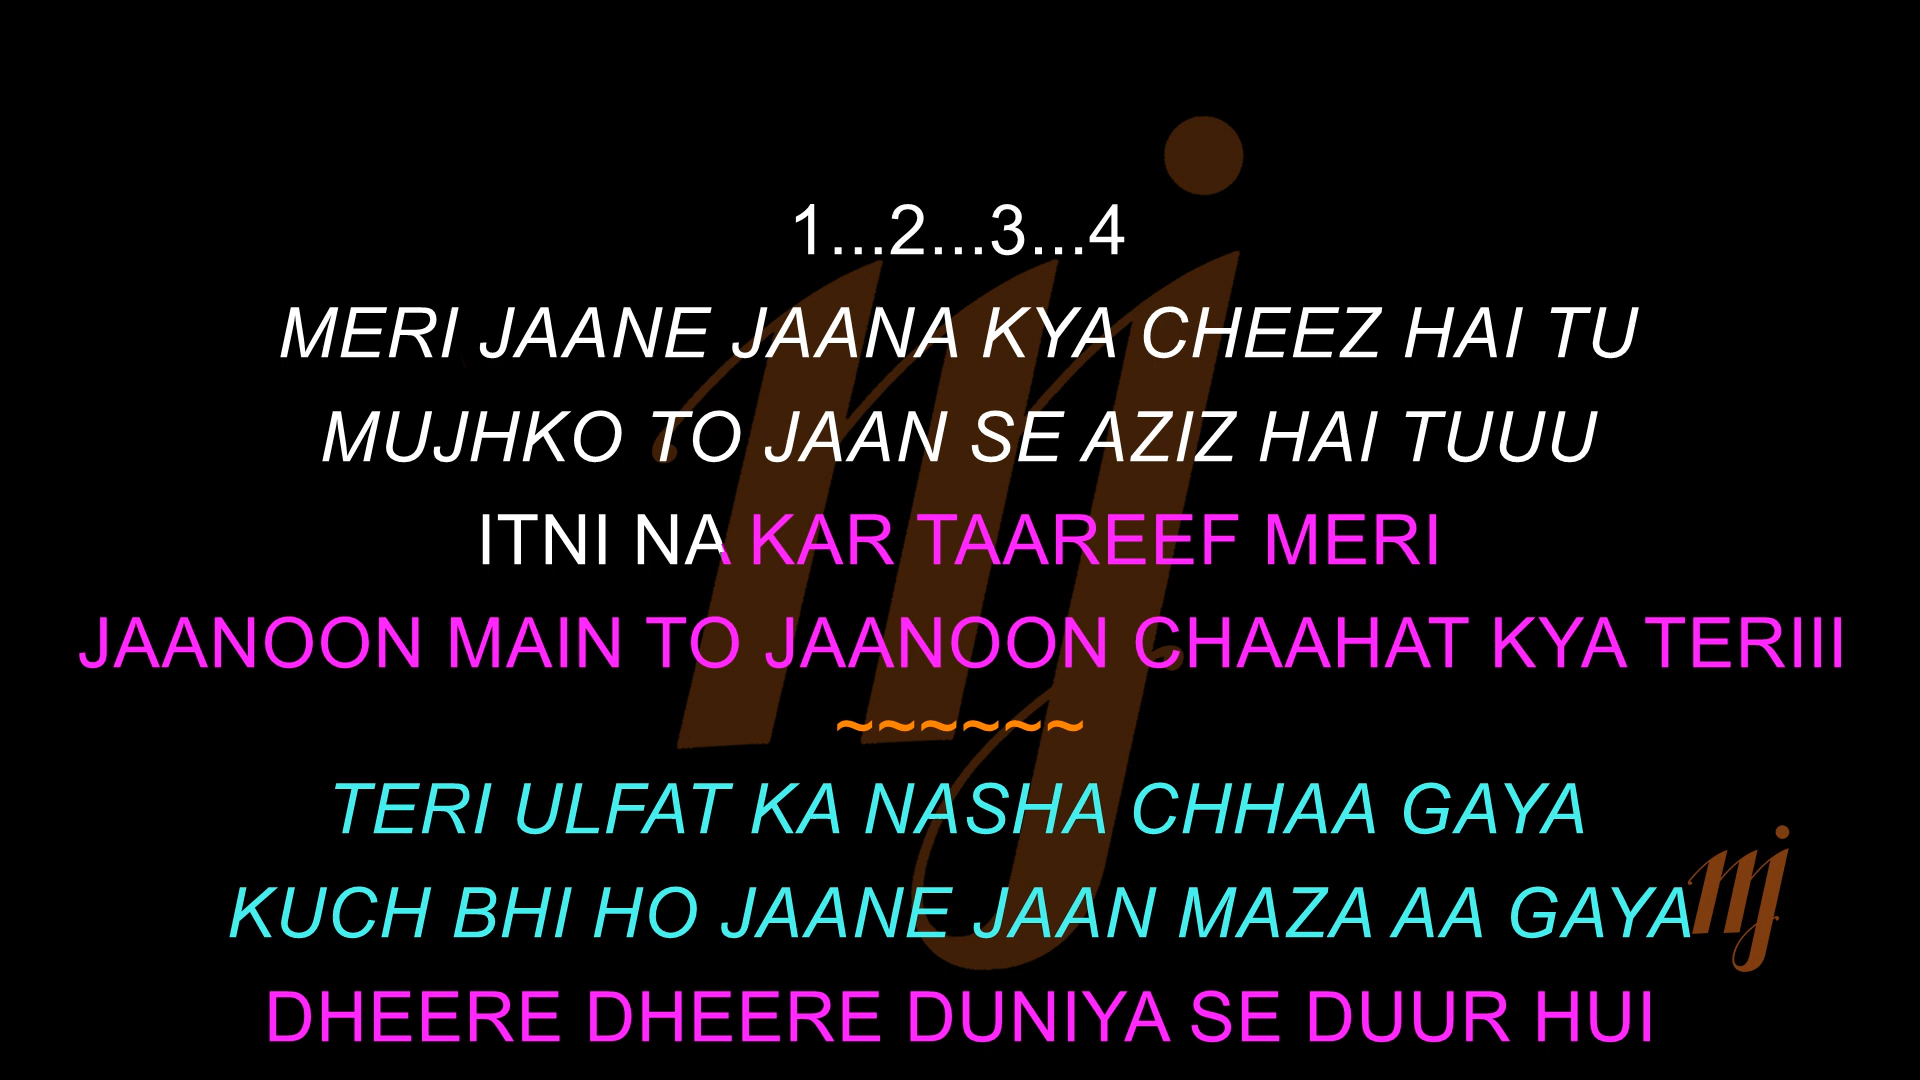 1...2...3...4
MERI JAANE JAANA KYA CHEEZ HAI TU
MUJHKO TO JAAN SE AZIZ HAI TUUU
ITNI NA KAR TAAREEF MERI
JAANOON MAIN TO JAANOON CHAAHAT KYA TERIII
~~~~~~
TERI ULFAT KA NASHA CHHAA GAYA
KUCH BHI HO JAANE JAAN MAZA AA GAYA
mj
DHEERE DHEERE DUNIYA SE DUUR HUI